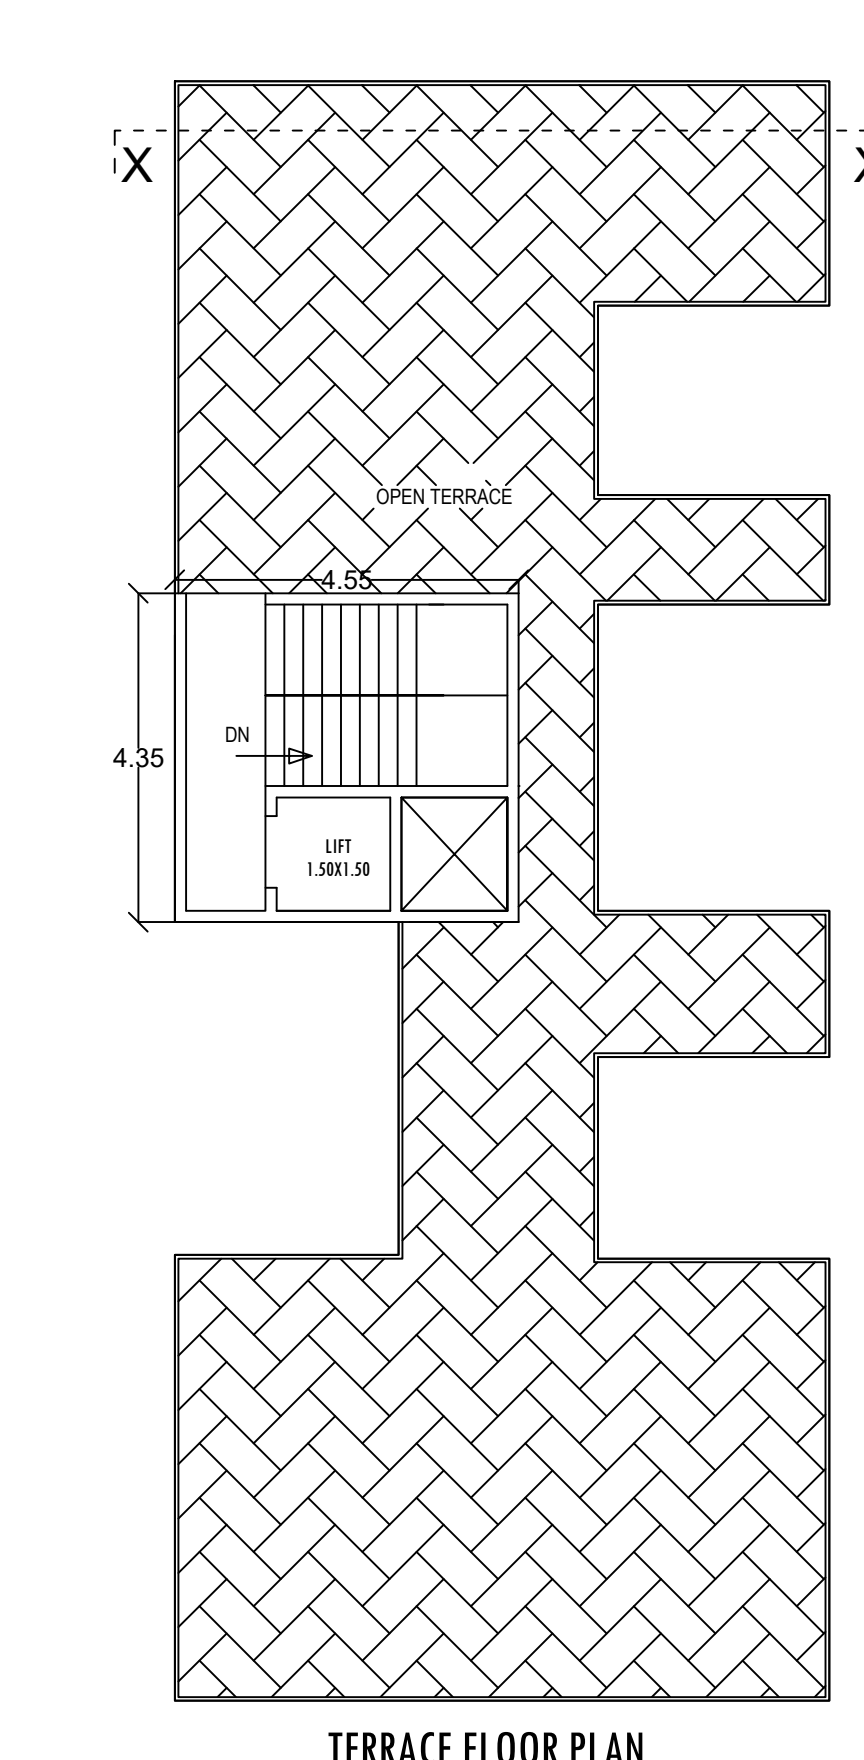 X
OPEN TERRACE
4.55
DN
4.35
LIFT
1.50X1.50
TERRACE FLOOR PLAN